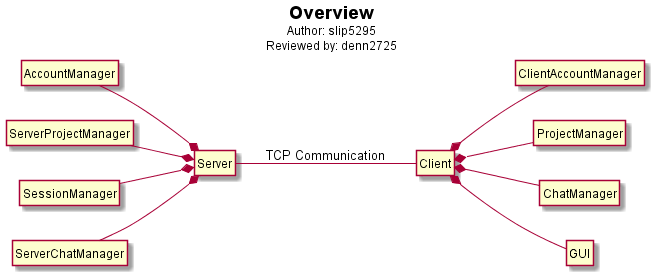 Overview
Author: slip5295
Reviewed by: denn2725
AccountManager
ServerProjectManager
SessionManager
ServerChatManager
Server
TCP Communication
Client
ClientAccountManager
ProjectManager
ChatManager
GUI